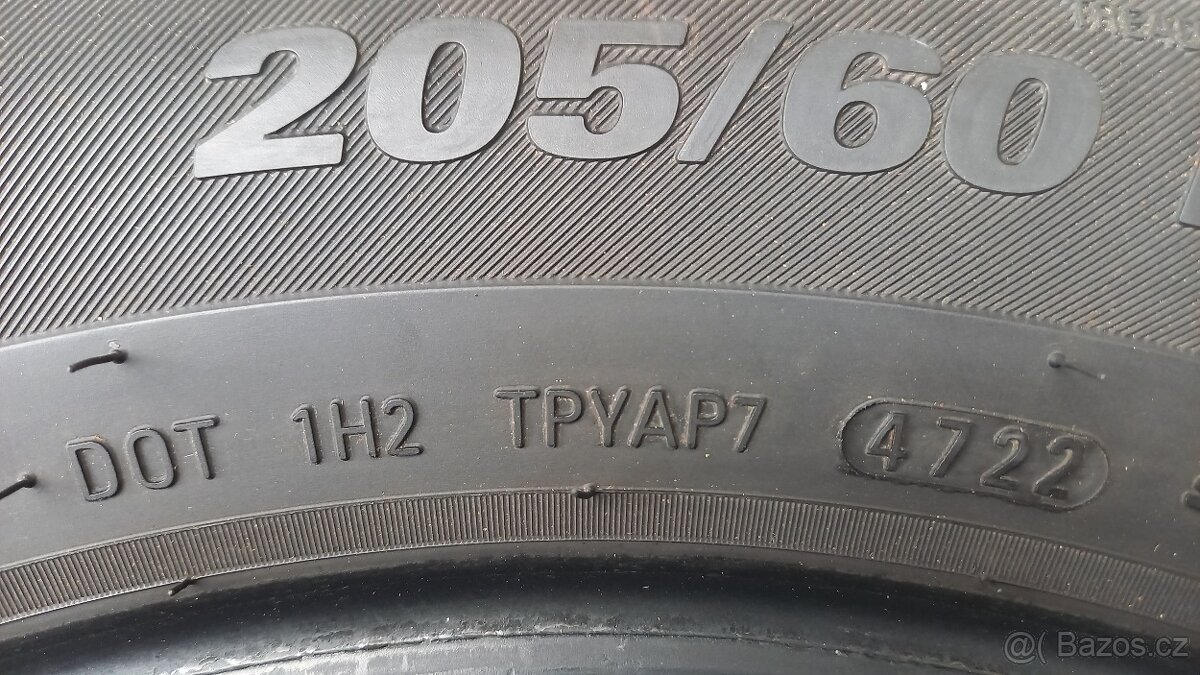 205/60
DOT 1H2 TPYAP7 4722
@( Bazos.cz